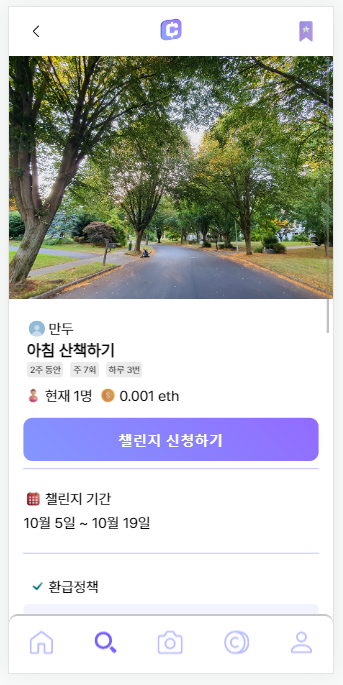 만두
아침 산책하기
2주 동안 주 7회 하루 3번
현재 1명 0.001 eth
챌린지 신청하기
챌린지 기간
10월 5일 ~ 10월 19일
환급정책